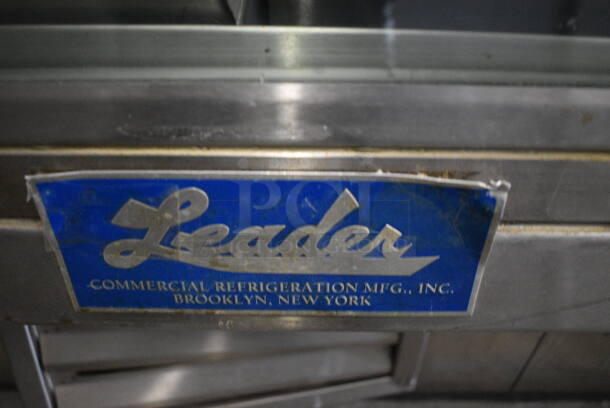 PCI
Leader
COMMERCIAL REFRIGERATION MFG., INC.
BROOKLYN, NEW YORK